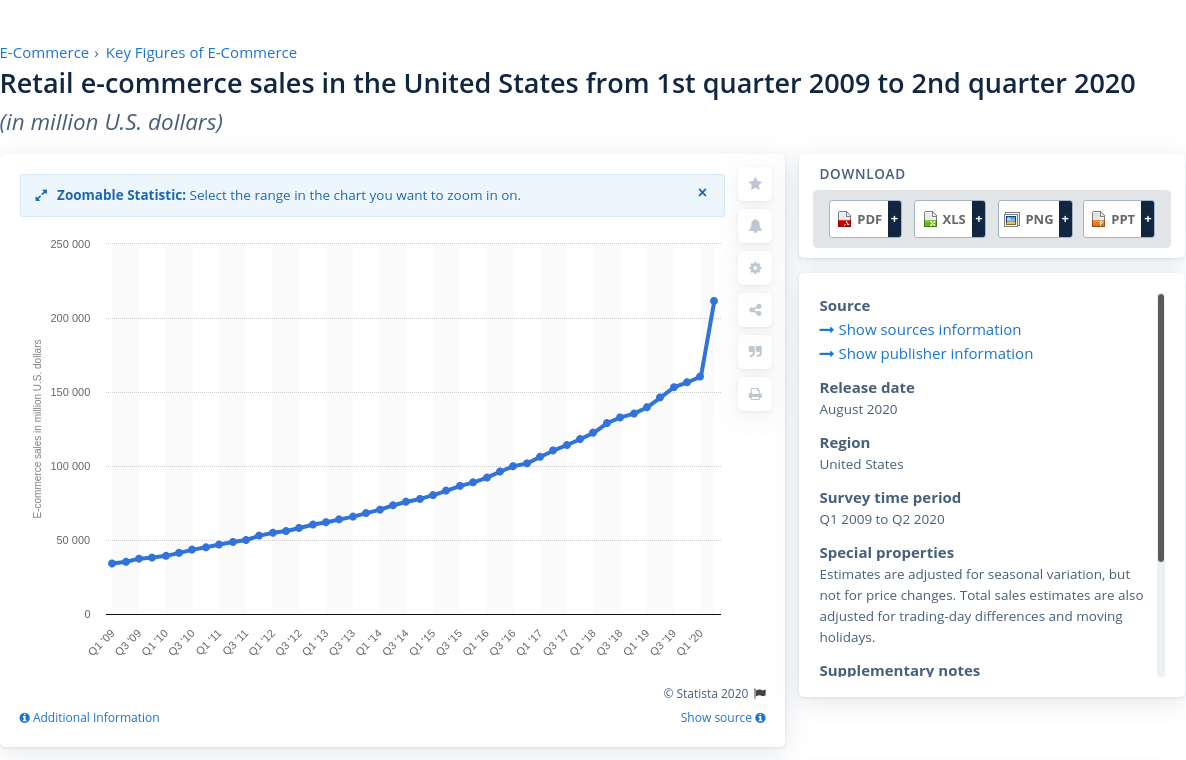 E-Commerce › Key Figures of E-Commerce
Retail e-commerce sales in the United States from 1st quarter 2009 to 2nd quarter 2020
(in million U.S. dollars)
Zoomable Statistic: Select the range in the chart you want to zoom in on. ×
250 000
200 000
150 000
100 000
50 000
0
E-commerce sales in million U.S. dollars
Q1 '09
Q3 '09
Q1 '10
Q3 '10
Q1 '11
Q3 '11
Q1 '12
Q3 '12
Q1 '13
Q3 '13
Q1 '14
Q3 '14
Q1 '15
Q3 '15
Q1 '16
Q3 '16
Q1 '17
Q3 '17
Q1 '18
Q3 '18
Q1 '19
Q3 '19
Q1 '20
© Statista 2020
Additional Information
Show source
DOWNLOAD
PDF + XLS + PNG + PPT +
Source
Show sources information
Show publisher information
Release date
August 2020
Region
United States
Survey time period
Q1 2009 to Q2 2020
Special properties
Estimates are adjusted for seasonal variation, but
not for price changes. Total sales estimates are also
adjusted for trading-day differences and moving
holidays.
Supplementary notes